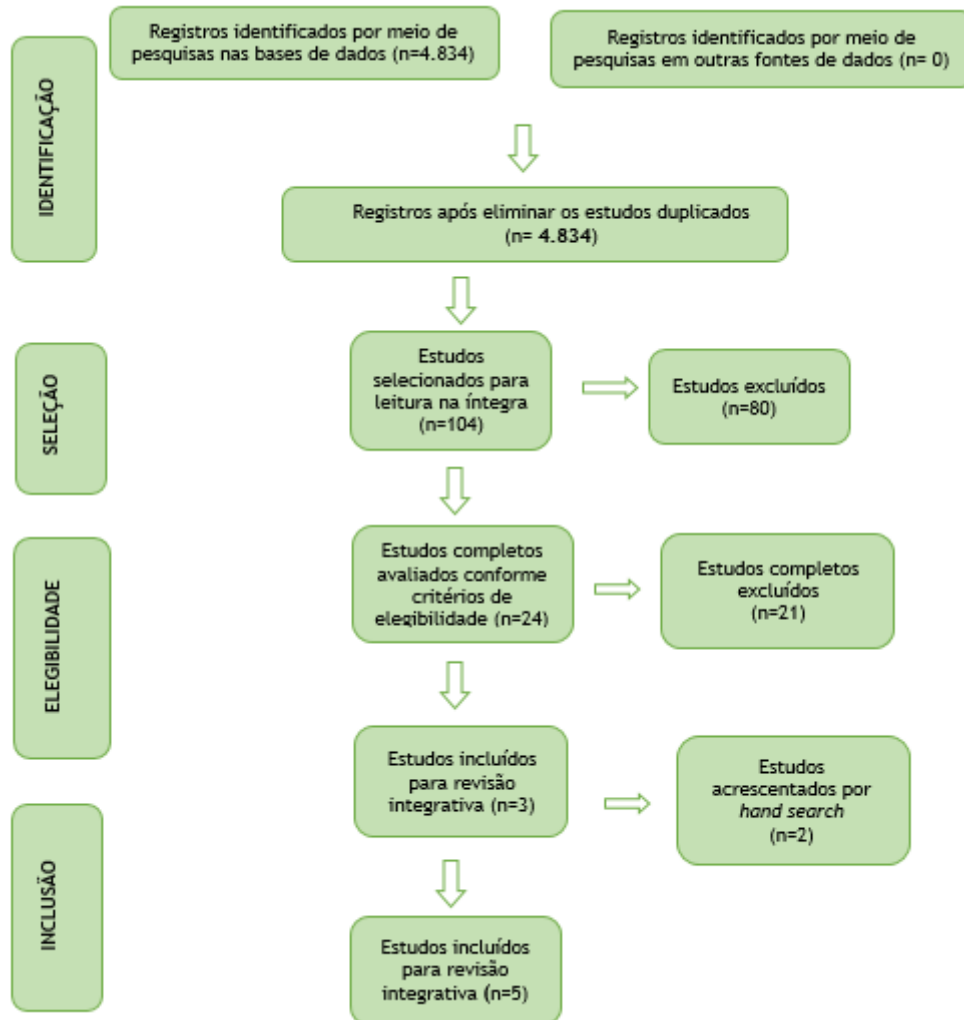 IDENTIFICAÇÃO
Registros identificados por meio de
pesquisas nas bases de dados (n=4.834)
Registros identificados por meio de
pesquisas em outras fontes de dados (n= 0)
Registros após eliminar os estudos duplicados
(n= 4.834)
SELEÇÃO
Estudos
selecionados para
leitura na íntegra
(n=104)
Estudos excluídos
(n=80)
ELEGIBILIDADE
Estudos completos
avaliados conforme
critérios de
elegibilidade (n=24)
Estudos completos
excluídos
(n=21)
Estudos incluídos
para revisão
integrativa (n=3)
Estudos
acrescentados por
hand search
(n=2)
INCLUSÃO
Estudos incluídos
para revisão
integrativa (n=5)